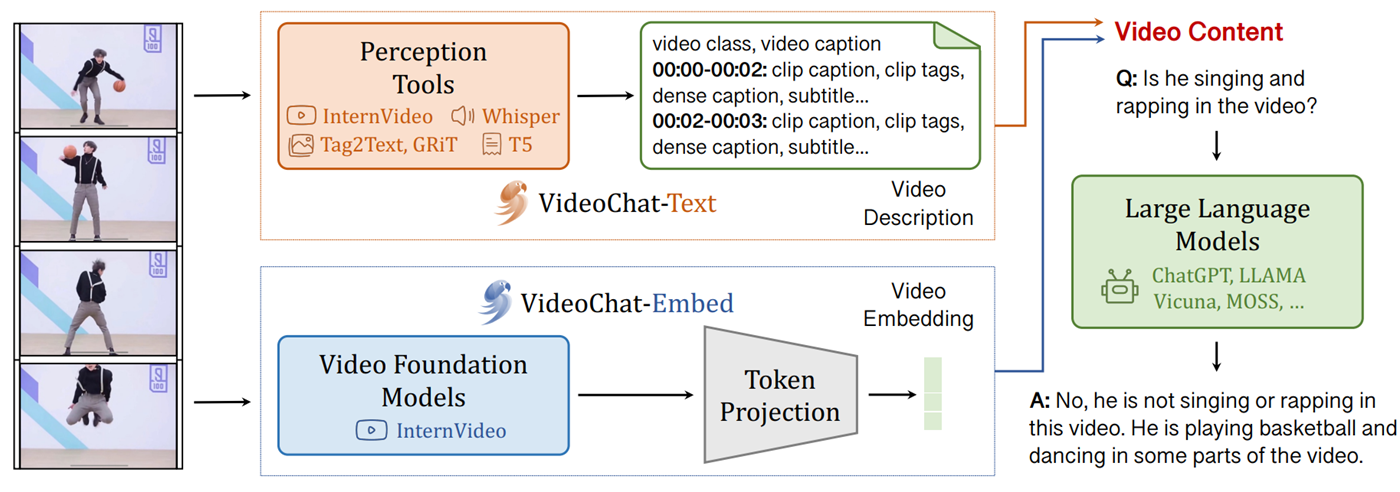 Perception
Tools
InternVideo
Whisper
Tag2Text, GRiT
T5
video class, video caption
00:00-00:02: clip caption, clip tags,
dense caption, subtitle...
00:02-00:03: clip caption, clip tags,
dense caption, subtitle...
VideoChat-Text
Video
Description
VideoChat-Embed
Video
Embedding
Video Foundation
Models
InternVideo
Token
Projection
Video Content
Q: Is he singing and
rapping in the video?
Large Language
Models
ChatGPT, LLAMA
Vicuna, MOSS, ...
A: No, he is not singing or rapping in
this video. He is playing basketball and
dancing in some parts of the video.